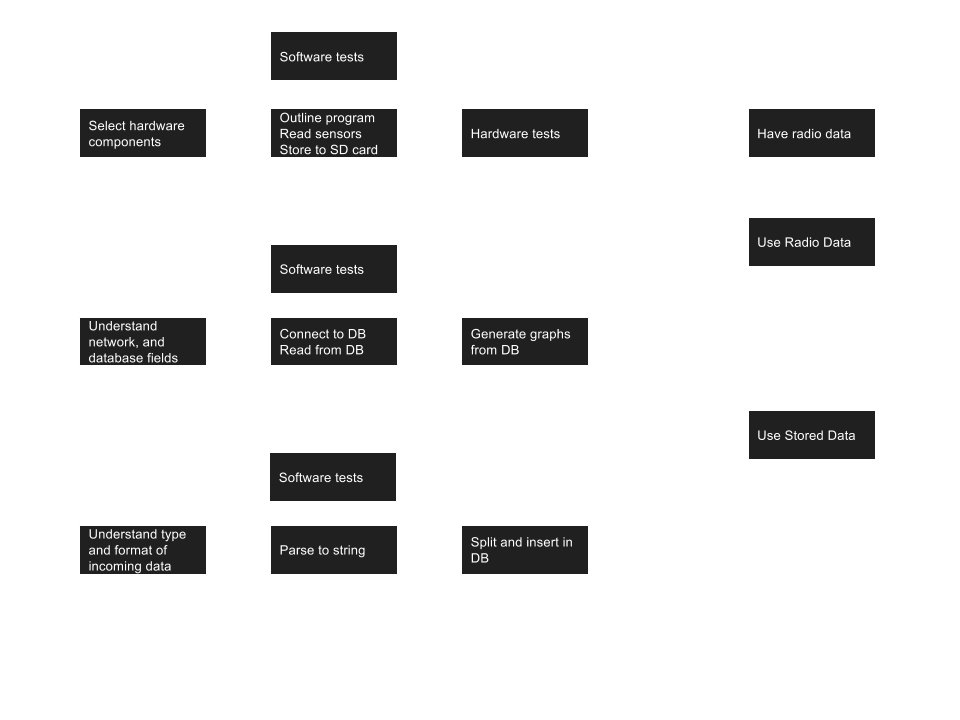 Software tests
Select hardware
components
Outline program
Read sensors
Store to SD card
Hardware tests
Have radio data
Use Radio Data
Software tests
Understand
network, and
database fields
Connect to DB
Read from DB
Generate graphs
from DB
Use Stored Data
Software tests
Understand type
and format of
incoming data
Parse to string
Split and insert in
DB